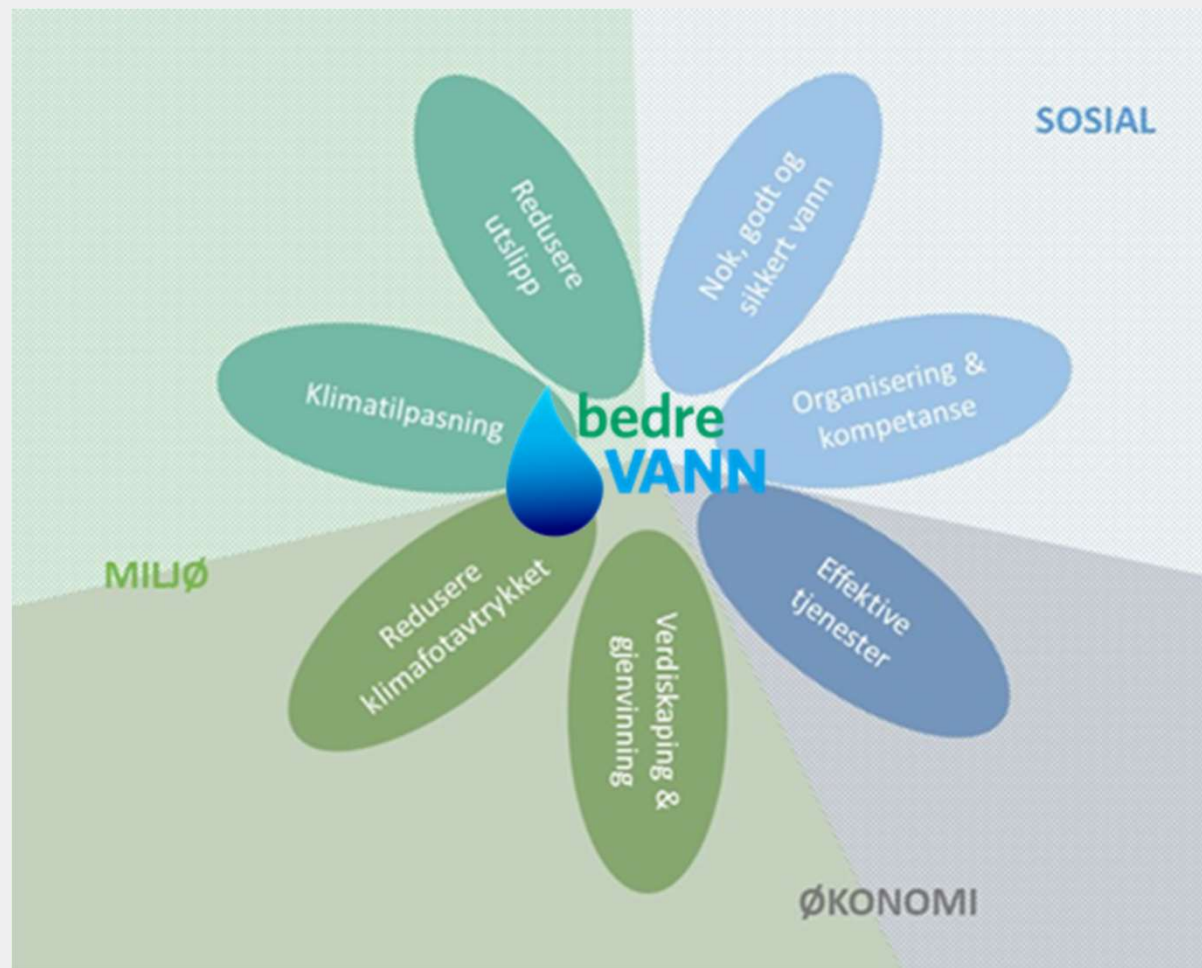 SOSIAL
Redusere
utslipp
Nok, godt og
sikkert vann
Klimatilpasning
Organisering &
kompetanse
bedre
VANN
MILJØ
Redusere
klimafotavtrykket
Verdiskaping &
gjenvinning
Effektive
tjenester
ØKONOMI